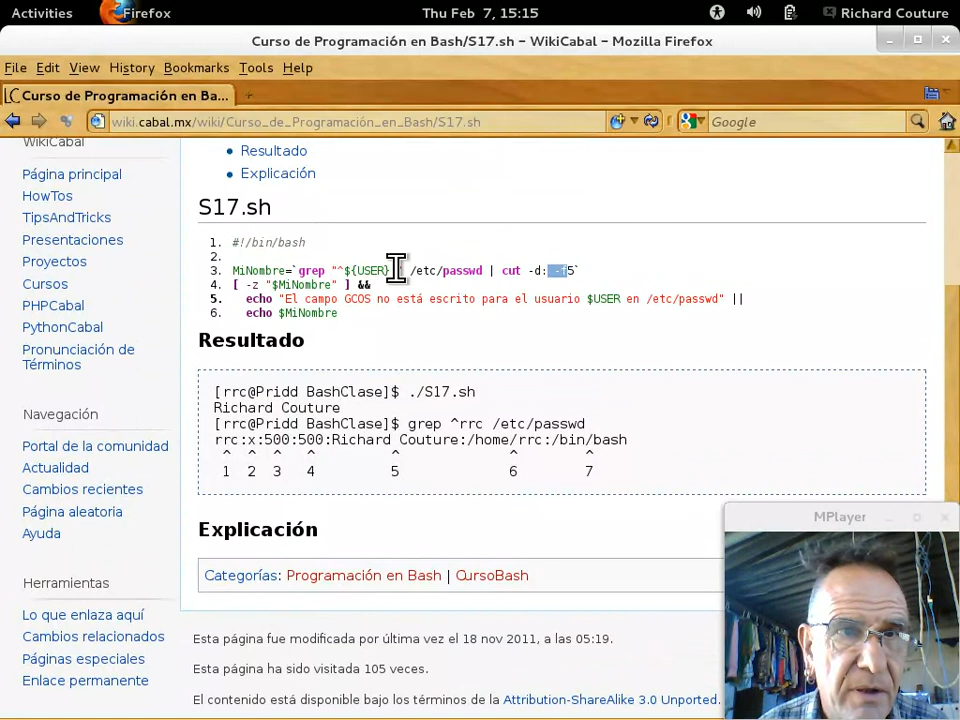 Activities Firefox Thu Feb 7, 15:15 Richard Couture
Curso de Programación en Bash/S17.sh – WikiCabal – Mozilla Firefox
File Edit View History Bookmarks Tools Help
Curso de Programación en Ba...
wiki.cabal.mx/wiki/Curso_de_Programación_en_Bash/S17.sh Google
WikiCabal
Página principal
HowTos
TipsAndTricks
Presentaciones
Proyectos
Cursos
PHPCabal
PythonCabal
Pronunciación de
Términos
Navegación
Portal de la comunidad
Actualidad
Cambios recientes
Página aleatoria
Ayuda
Herramientas
Lo que enlaza aquí
Cambios relacionados
Páginas especiales
Enlace permanente
Resultado
Explicación
S17.sh
1. #!/bin/bash
2.
3. MiNombre=`grep "^${USER} /etc/passwd | cut -d: -f5`
4. [ -z "$MiNombre" ] &&
5. echo "El campo GCOS no está escrito para el usuario $USER en /etc/passwd" ||
6. echo $MiNombre
Resultado
[rrc@Pridd BashClase]$ ./S17.sh
Richard Couture
[rrc@Pridd BashClase]$ grep ^rrc /etc/passwd
rrc:x:500:500:Richard Couture:/home/rrc:/bin/bash
^ ^ ^ ^ ^ ^ ^
1 2 3 4 5 6 7
Explicación
Categorías: Programación en Bash | CursoBash
Esta página fue modificada por última vez el 18 nov 2011, a las 05:19.
Esta página ha sido visitada 105 veces.
El contenido está disponible bajo los términos de la Attribution-ShareAlike 3.0 Unported.
MPlayer